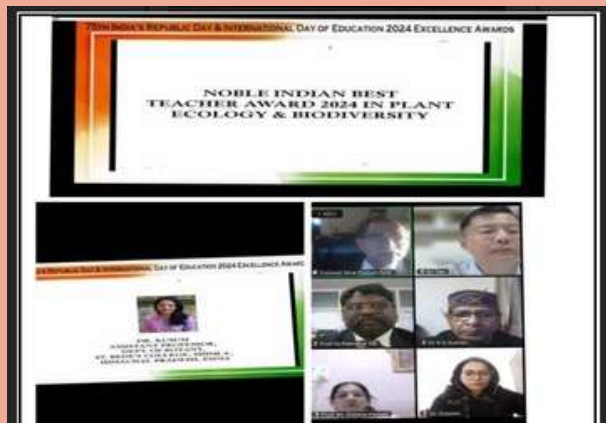 75TH INDIA'S REPUBLIC DAY & INTERNATIONAL DAY OF EDUCATION 2024 EXCELLENCE AWARDS
NOBLE INDIAN BEST
TEACHER AWARD 2024 IN PLANT
ECOLOGY & BIODIVERSITY
REPUBLIC DAY & INTERNATIONAL DAY OF EDUCATION 2024 EXCELLENCE AWARD
DR. KUSUM
ASSISTANT PROFESSOR,
DEPT. OF BOTANY,
ST. BEDE'S COLLEGE, SHIMLA,
HIMACHAL PRADESH, INDIA